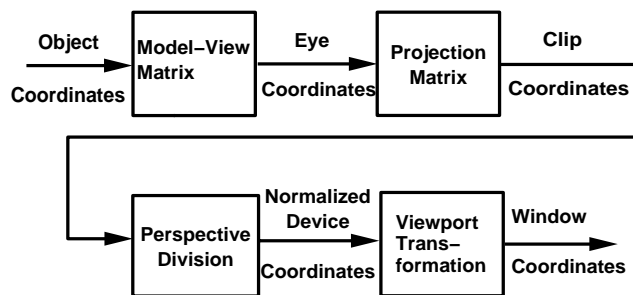 Object
Coordinates
Model–View
Matrix
Eye
Coordinates
Projection
Matrix
Clip
Coordinates
Perspective
Division
Normalized
Device
Coordinates
Viewport
Trans–
formation
Window
Coordinates